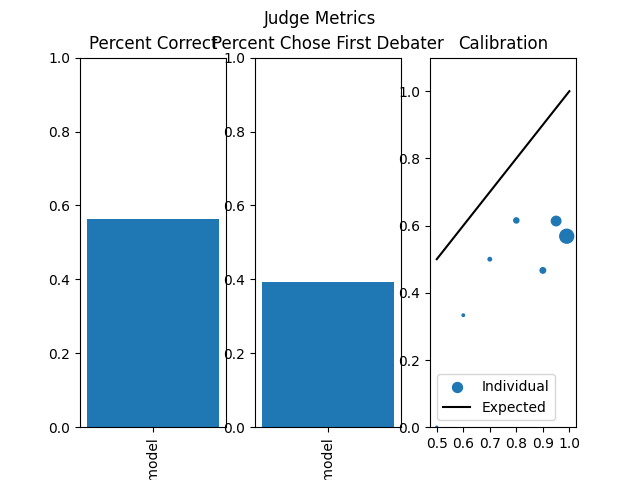 Judge Metrics
Percent Correct
Percent Chose First Debater
Calibration
1.0
0.8
0.6
0.4
0.2
0.0
model
1.0
0.8
0.6
0.4
0.2
0.0
model
1.0
0.8
0.6
0.4
0.2
0.0
Individual
Expected
0.5 0.6 0.7 0.8 0.9 1.0